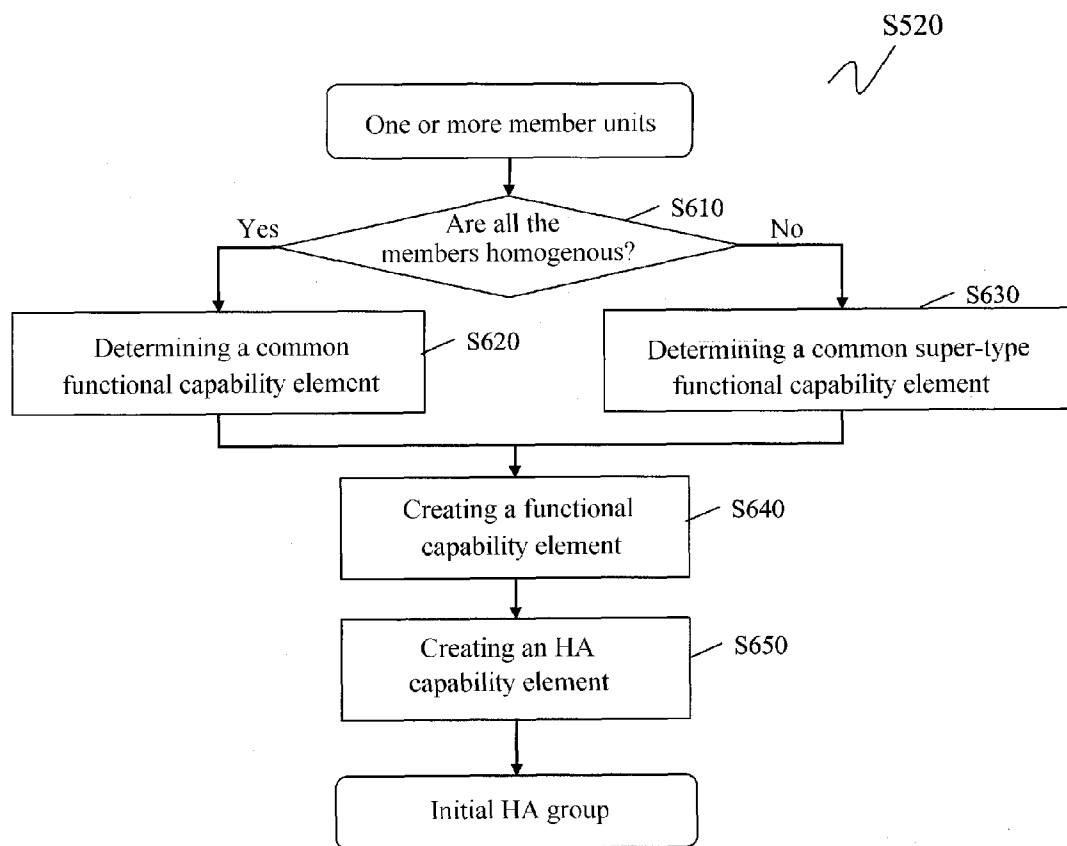 S520
One or more member units
Are all the
members homogenous?
S610
Yes
No
S630
Determining a common
functional capability element
S620
Determining a common super-type
functional capability element
Creating a functional
capability element
S640
Creating an HA
capability element
S650
Initial HA group